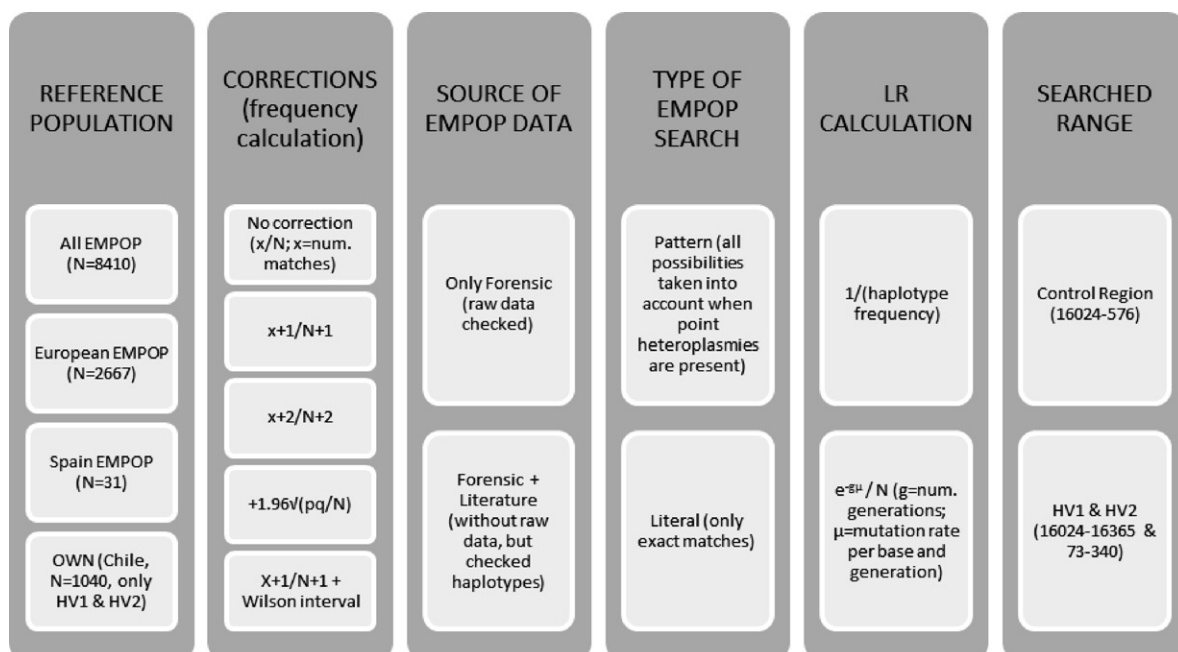 REFERENCE
POPULATION
All EMPOP
(N=8410)
European EMPOP
(N=2667)
Spain EMPOP
(N=31)
OWN (Chile,
N=1040, only
HV1 & HV2)
CORRECTIONS
(frequency
calculation)
No correction
(x/N; x=num.
matches)
x+1/N+1
x+2/N+2
+1.96√(pq/N)
X+1/N+1 +
Wilson interval
SOURCE OF
EMPOP DATA
Only Forensic
(raw data
checked)
Forensic +
Literature
(without raw
data, but
checked
haplotypes)
TYPE OF
EMPOP
SEARCH
Pattern (all
possibilities
taken into
account when
point
heteroplasmies
are present)
Literal (only
exact matches)
LR
CALCULATION
1/(haplotype
frequency)
e-gμ / N (g=num.
generations;
μ=mutation rate
per base and
generation)
SEARCHED
RANGE
Control Region
(16024-576)
HV1 & HV2
(16024-16365 &
73-340)